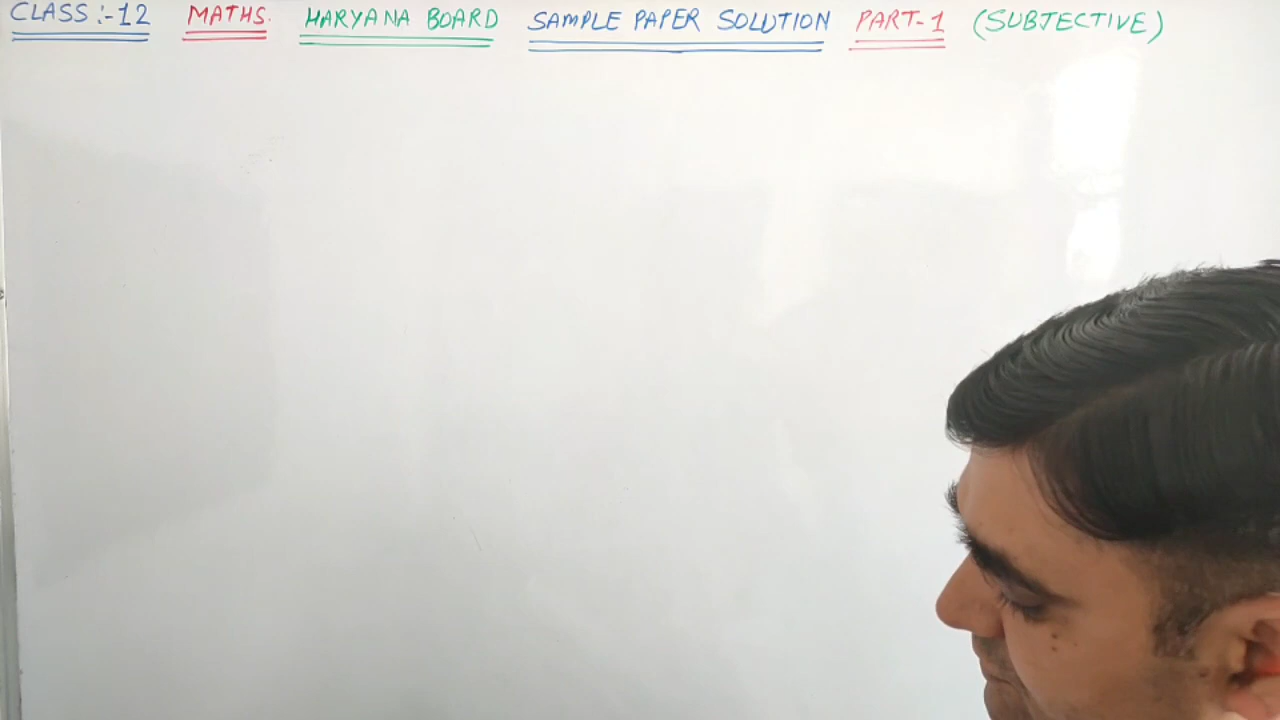 CLASS :- 12 MATHS. HARYANA BOARD SAMPLE PAPER SOLUTION PART-1 (SUBJECTIVE)